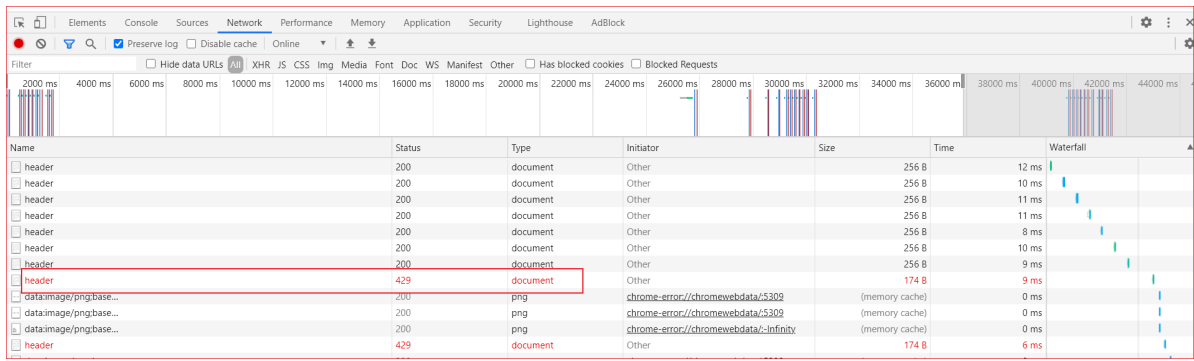 Elements Console Sources Network Performance Memory Application Security Lighthouse AdBlock
Preserve log Disable cache Online
Filter Hide data URLs All XHR JS CSS Img Media Font Doc WS Manifest Other Has blocked cookies Blocked Requests
2000 ms 4000 ms 6000 ms 8000 ms 10000 ms 12000 ms 14000 ms 16000 ms 18000 ms 20000 ms 22000 ms 24000 ms 26000 ms 28000 ms 30000 ms 32000 ms 34000 ms 36000 ms 38000 ms 40000 ms 42000 ms 44000 ms
Name Status Type Initiator Size Time Waterfall
header 200 document Other 256 B 12 ms
header 200 document Other 256 B 10 ms
header 200 document Other 256 B 11 ms
header 200 document Other 256 B 11 ms
header 200 document Other 256 B 8 ms
header 200 document Other 256 B 10 ms
header 200 document Other 256 B 9 ms
header 429 document Other 174 B 9 ms
data:image/png;base... 200 png chrome-error://chromewebdata/:5309 (memory cache) 0 ms
data:image/png;base... 200 png chrome-error://chromewebdata/:5309 (memory cache) 0 ms
data:image/png;base... 200 png chrome-error://chromewebdata/:-Infinity (memory cache) 0 ms
header 429 document Other 174 B 6 ms